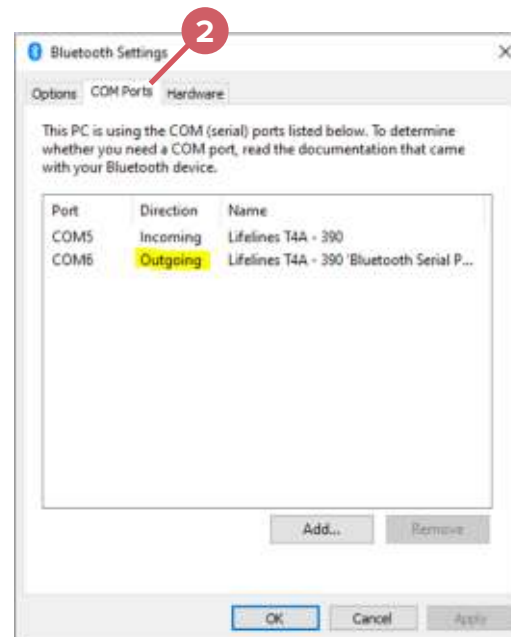 2
Bluetooth Settings
Options COM Ports Hardware
This PC is using the COM (serial) ports listed below. To determine
whether you need a COM port, read the documentation that came
with your Bluetooth device.
Port Direction Name
COM5 Incoming Lifelines T4A - 390
COM6 Outgoing Lifelines T4A - 390 'Bluetooth Serial P...
Add... Remove
OK Cancel Apply